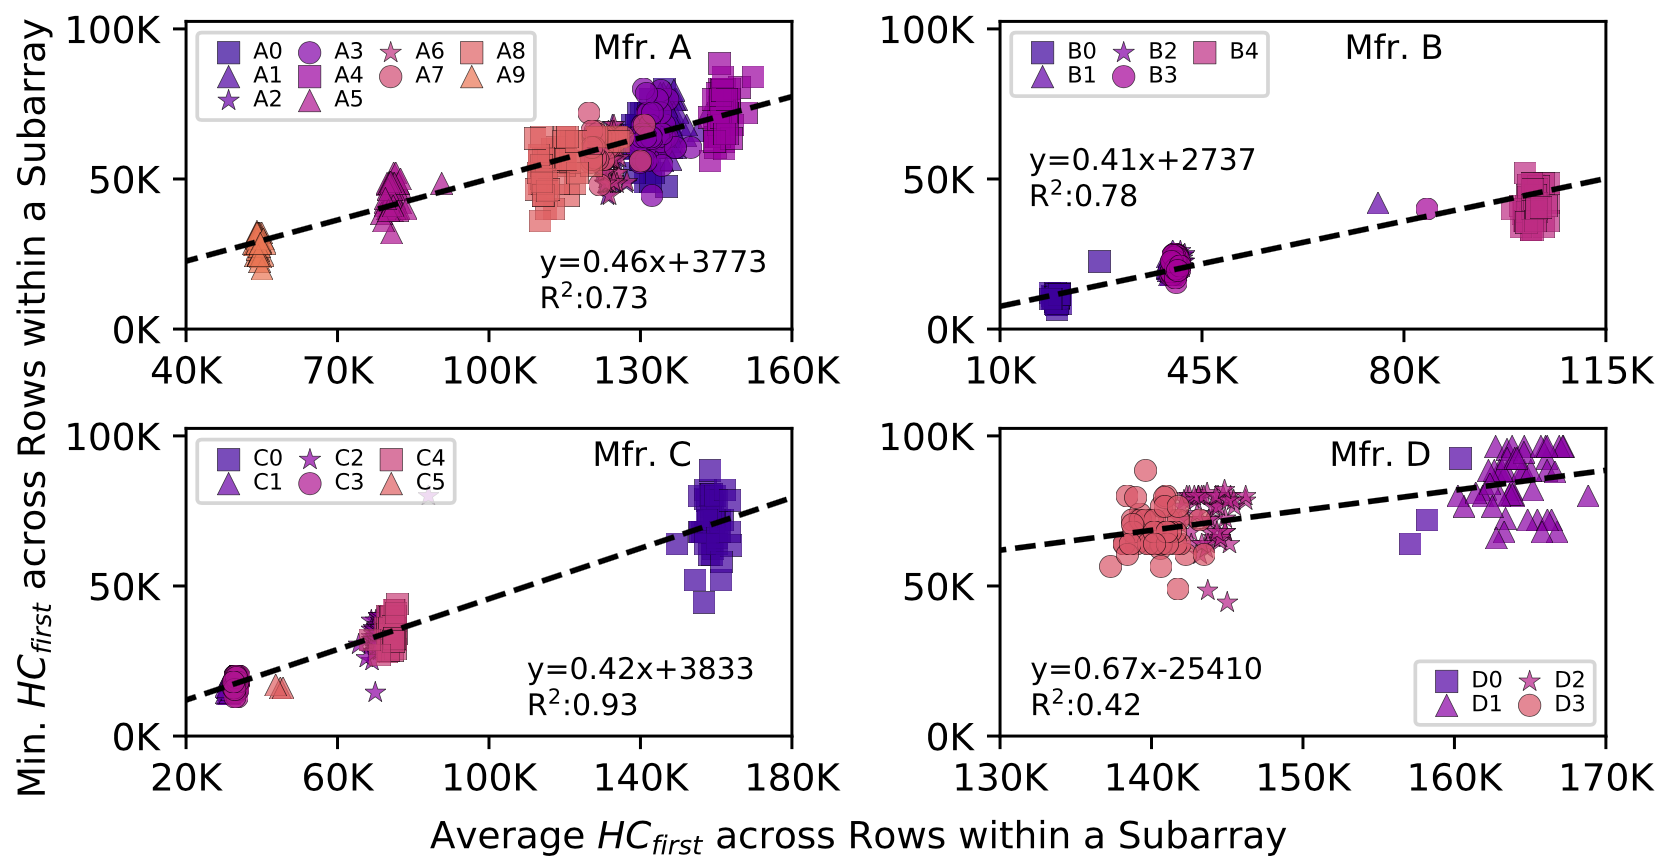 Min. HC_first across Rows within a Subarray
100K
50K
0K
A0 A3 A6 A8
A1 A4 A7 A9
A2 A5
Mfr. A
y=0.46x+3773
R²:0.73
40K 70K 100K 130K 160K
100K
50K
0K
B0 B2 B4
B1 B3
Mfr. B
y=0.41x+2737
R²:0.78
10K 45K 80K 115K
100K
50K
0K
C0 C2 C4
C1 C3 C5
Mfr. C
y=0.42x+3833
R²:0.93
20K 60K 100K 140K 180K
100K
50K
0K
Mfr. D
y=0.67x-25410
R²:0.42
D0 D2
D1 D3
130K 140K 150K 160K 170K
Average HC_first across Rows within a Subarray